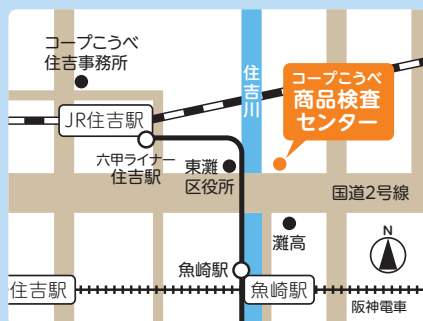 コープこうべ
住吉事務所
JR住吉駅
六甲ライナー
住吉駅
住吉川
コープこうべ
商品検査
センター
東灘
区役所
国道2号線
灘高
N
魚崎駅
住吉駅
魚崎駅
阪神電車